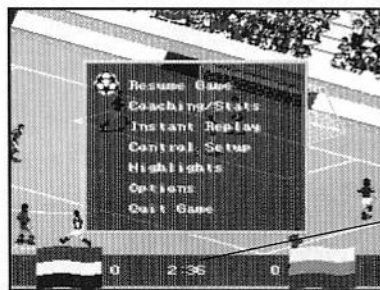 Resume Game
Coaching/Stats
Instant Replay
Control Setup
Highlights
Options
Quit Game
0 2:36 0